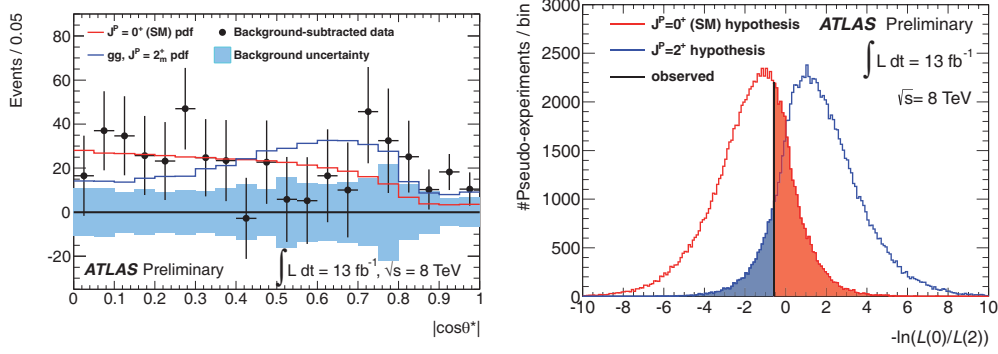 Events / 0.05
80
60
40
20
0
-20
J^P = 0^+ (SM) pdf
gg, J^P = 2^+_m pdf
Background-subtracted data
Background uncertainty
ATLAS Preliminary
∫ L dt = 13 fb^-1, √s = 8 TeV
0 0.1 0.2 0.3 0.4 0.5 0.6 0.7 0.8 0.9 1
|cosθ*|
#Pseudo-experiments / bin
3000
2500
2000
1500
1000
500
0
J^P=0^+ (SM) hypothesis
J^P=2^+ hypothesis
observed
ATLAS Preliminary
∫ L dt = 13 fb^-1
√s= 8 TeV
-10 -8 -6 -4 -2 0 2 4 6 8 10
-ln(L(0)/L(2))